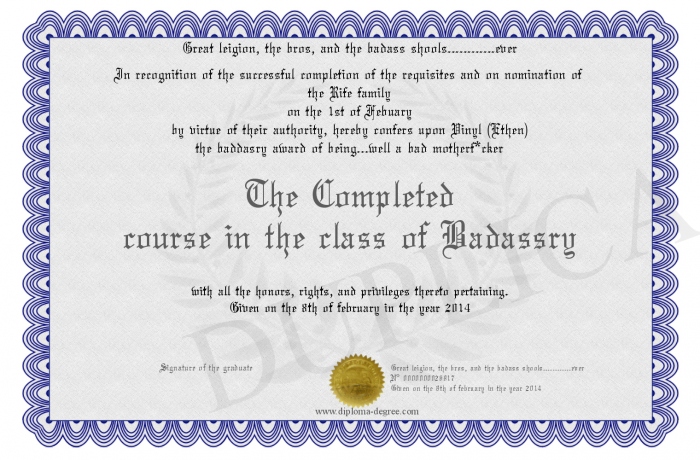 Great leigion, the bros, and the badass shools............ever
In recognition of the successful completion of the requisites and on nomination of
the Rife family
on the 1st of Febuary
by virtue of their authority, hereby confers upon Vinyl (Ethen)
the baddasry award of being...well a bad motherf*cker
The Completed
course in the class of Badassry
with all the honors, rights, and privileges thereto pertaining.
Given on the 8th of february in the year 2014
Signature of the graduate
Great leigion, the bros, and the badass shools............ever
Given on the 8th of february in the year 2014
www.diploma-degree.com
DUPLICA